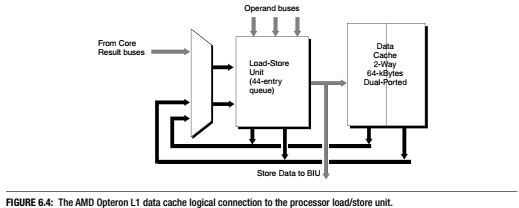 Operand buses
From Core
Result buses
Load-Store
Unit
(44-entry
queue)
Data
Cache
2-Way
64-kBytes
Dual-Ported
Store Data to BIU
FIGURE 6.4: The AMD Opteron L1 data cache logical connection to the processor load/store unit.